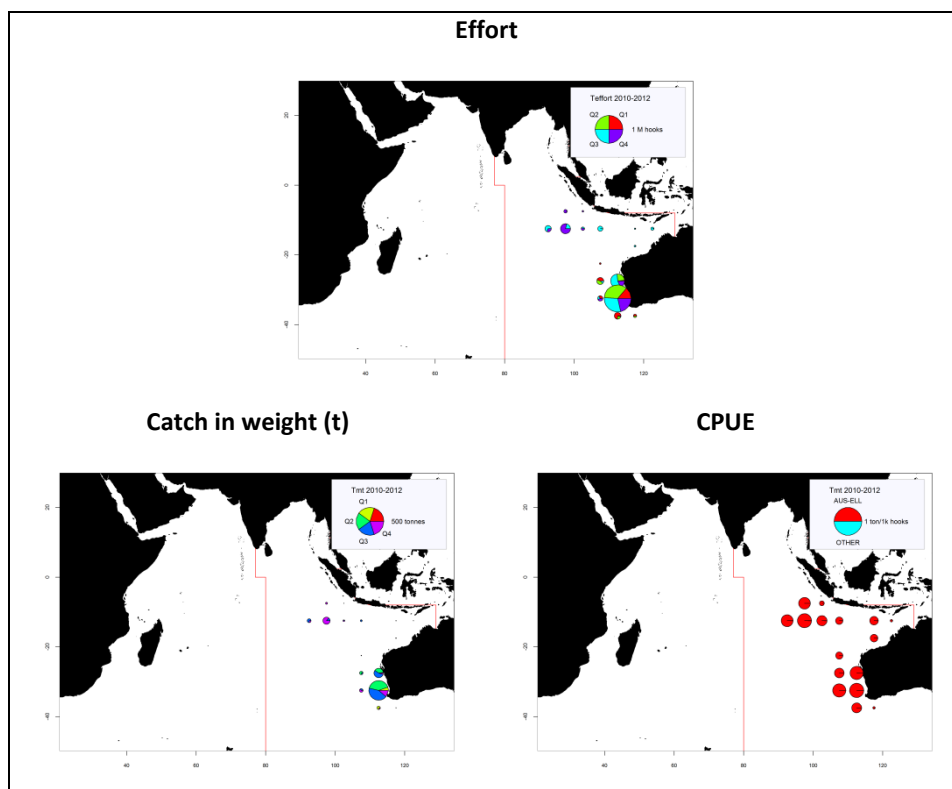 Effort
Teffort 2010-2012
Q2 Q1
1 M hooks
Q3 Q4
20
0
-20
-40
40 60 80 100 120
Catch in weight (t) CPUE
Tmt 2010-2012
Q1
Q2 500 tonnes
Q4
Q3
20
0
-20
-40
40 60 80 100 120
Tmt 2010-2012
AUS-ELL
1 ton/1k hooks
OTHER
20
0
-20
-40
40 60 80 100 120